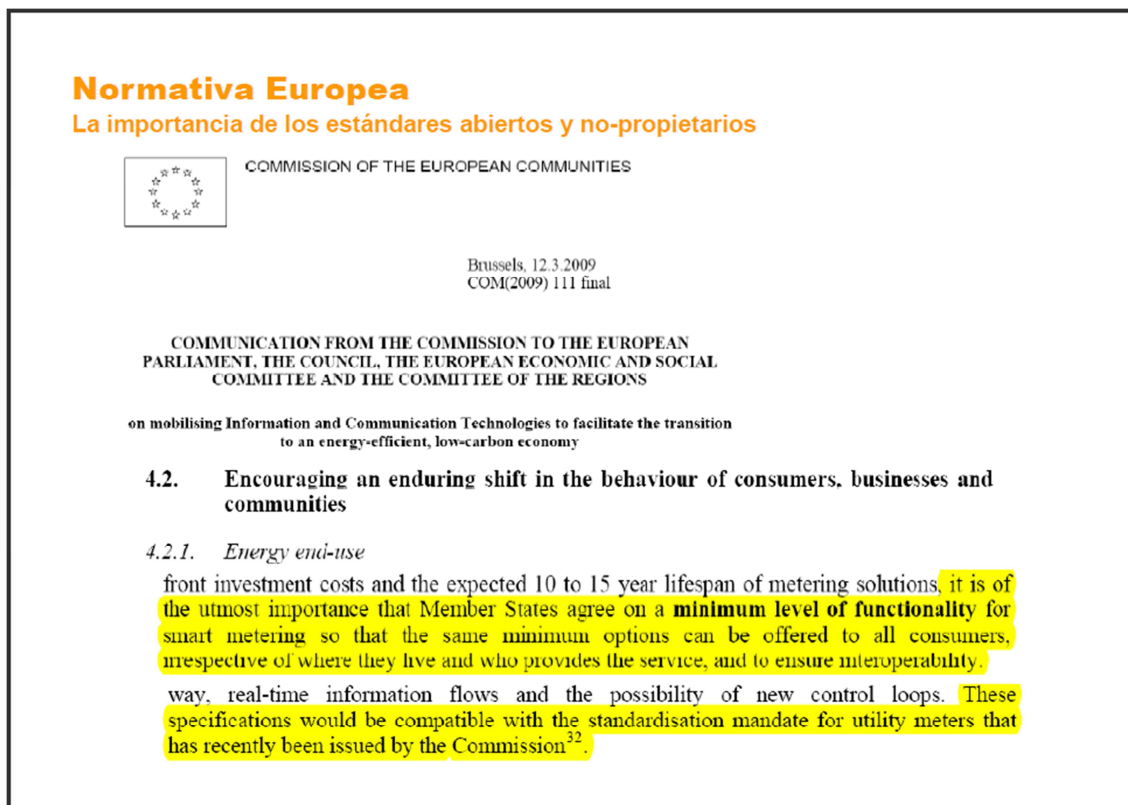 Normativa Europea
La importancia de los estándares abiertos y no-propietarios
COMMISSION OF THE EUROPEAN COMMUNITIES
Brussels, 12.3.2009
COM(2009) 111 final
COMMUNICATION FROM THE COMMISSION TO THE EUROPEAN
PARLIAMENT, THE COUNCIL, THE EUROPEAN ECONOMIC AND SOCIAL
COMMITTEE AND THE COMMITTEE OF THE REGIONS
on mobilising Information and Communication Technologies to facilitate the transition
to an energy-efficient, low-carbon economy
4.2. Encouraging an enduring shift in the behaviour of consumers, businesses and
communities
4.2.1. Energy end-use
front investment costs and the expected 10 to 15 year lifespan of metering solutions, it is of
the utmost importance that Member States agree on a minimum level of functionality for
smart metering so that the same minimum options can be offered to all consumers,
irrespective of where they live and who provides the service, and to ensure interoperability.
way, real-time information flows and the possibility of new control loops. These
specifications would be compatible with the standardisation mandate for utility meters that
has recently been issued by the Commission32.